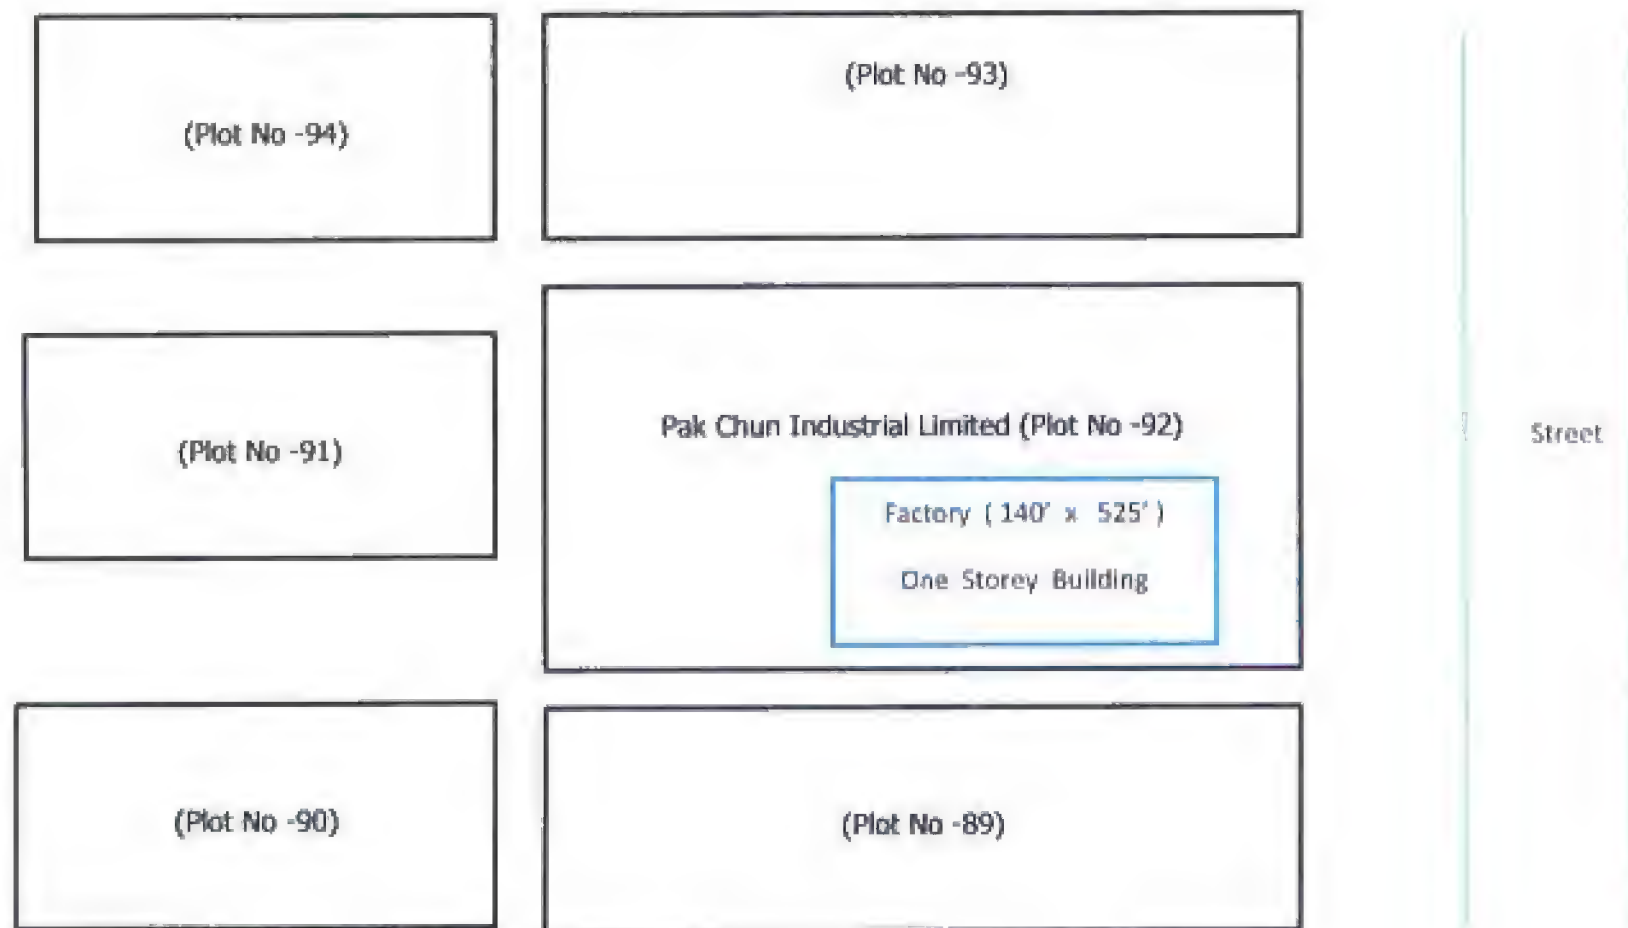 (Plot No -93)
(Plot No -94)
Pak Chun Industrial Limited (Plot No -92)
Street
(Plot No -91)
Factory ( 140' x 525' )
One Storey Building
(Plot No -90)
(Plot No -89)